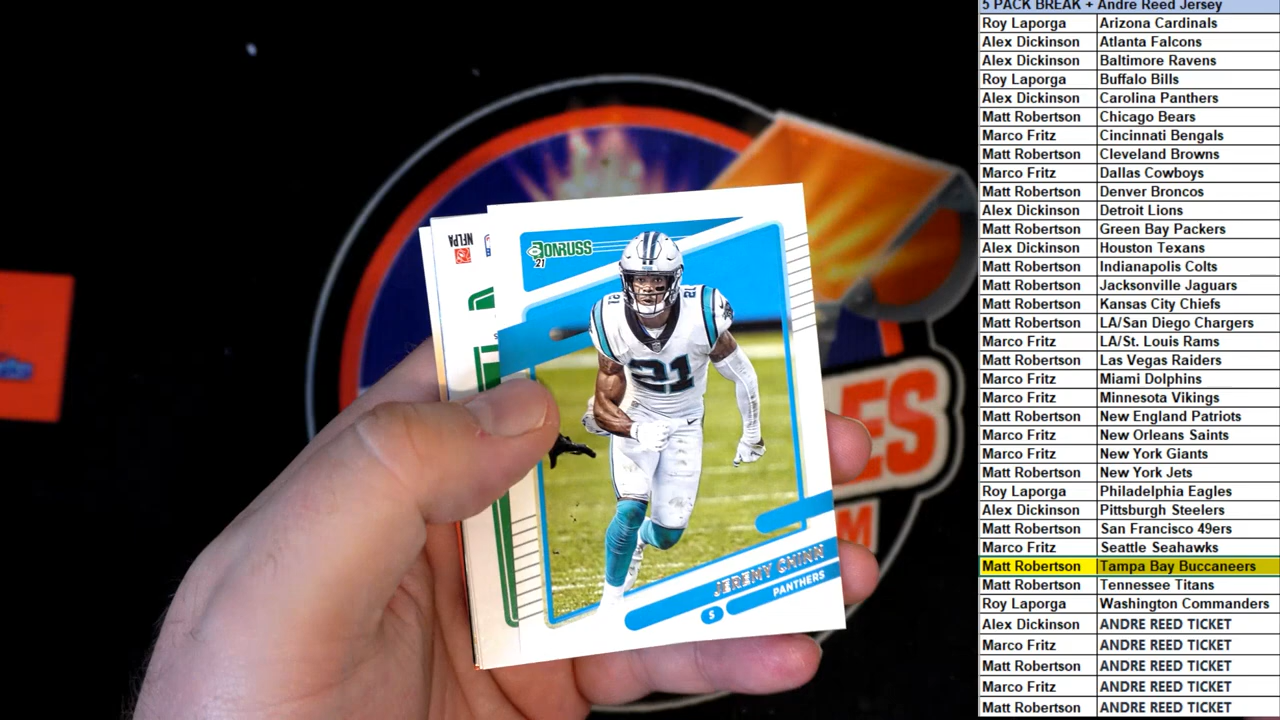 5 PACK BREAK + Andre Reed Jersey
Roy Laporga Arizona Cardinals
Alex Dickinson Atlanta Falcons
Alex Dickinson Baltimore Ravens
Roy Laporga Buffalo Bills
Alex Dickinson Carolina Panthers
Matt Robertson Chicago Bears
Marco Fritz Cincinnati Bengals
Matt Robertson Cleveland Browns
Marco Fritz Dallas Cowboys
Matt Robertson Denver Broncos
Alex Dickinson Detroit Lions
Matt Robertson Green Bay Packers
Alex Dickinson Houston Texans
Matt Robertson Indianapolis Colts
Matt Robertson Jacksonville Jaguars
Matt Robertson Kansas City Chiefs
Matt Robertson LA/San Diego Chargers
Marco Fritz LA/St. Louis Rams
Matt Robertson Las Vegas Raiders
Marco Fritz Miami Dolphins
Marco Fritz Minnesota Vikings
Matt Robertson New England Patriots
Marco Fritz New Orleans Saints
Marco Fritz New York Giants
Matt Robertson New York Jets
Roy Laporga Philadelphia Eagles
Alex Dickinson Pittsburgh Steelers
Matt Robertson San Francisco 49ers
Marco Fritz Seattle Seahawks
Matt Robertson Tampa Bay Buccaneers
Matt Robertson Tennessee Titans
Roy Laporga Washington Commanders
Alex Dickinson ANDRE REED TICKET
Marco Fritz ANDRE REED TICKET
Matt Robertson ANDRE REED TICKET
Marco Fritz ANDRE REED TICKET
Matt Robertson ANDRE REED TICKET
NFLPA
DONRUSS
21
21
21
21
JEREMY CHINN
S PANTHERS